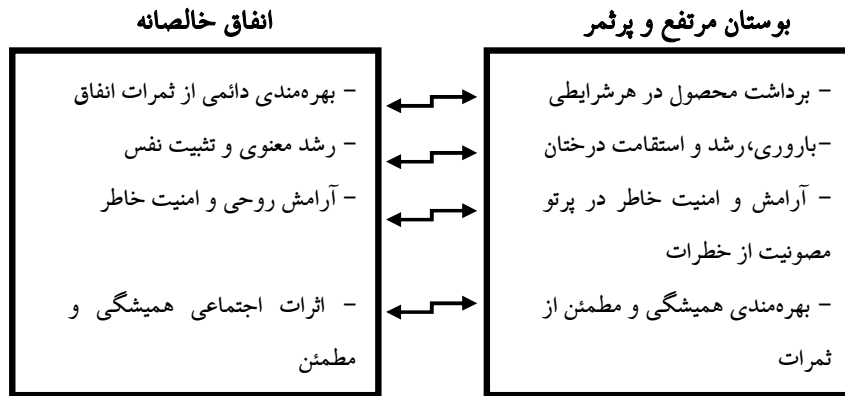 بوستان مرتفع و پرثمر
- برداشت محصول در هرشرایطی
-باروری،رشد و استقامت درختان
- آرامش و امنیت خاطر در پرتو
مصونیت از خطرات
- بهره‌مندی همیشگی و مطمئن از
ثمرات
انفاق خالصانه
- بهره‌مندی دائمی از ثمرات انفاق
- رشد معنوی و تثبیت نفس
- آرامش روحی و امنیت خاطر
- اثرات اجتماعی همیشگی و
مطمئن